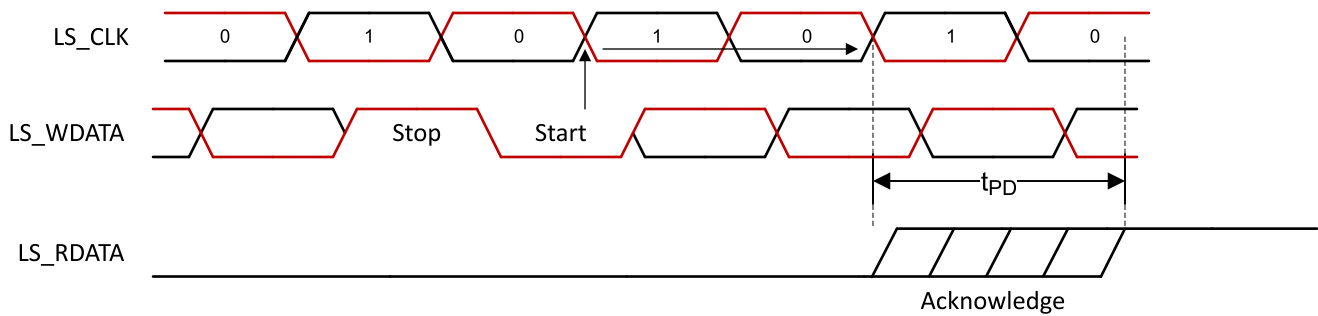 LS_CLK 0 1 0 1 0 1 0
LS_WDATA Stop Start
tPD
LS_RDATA
Acknowledge